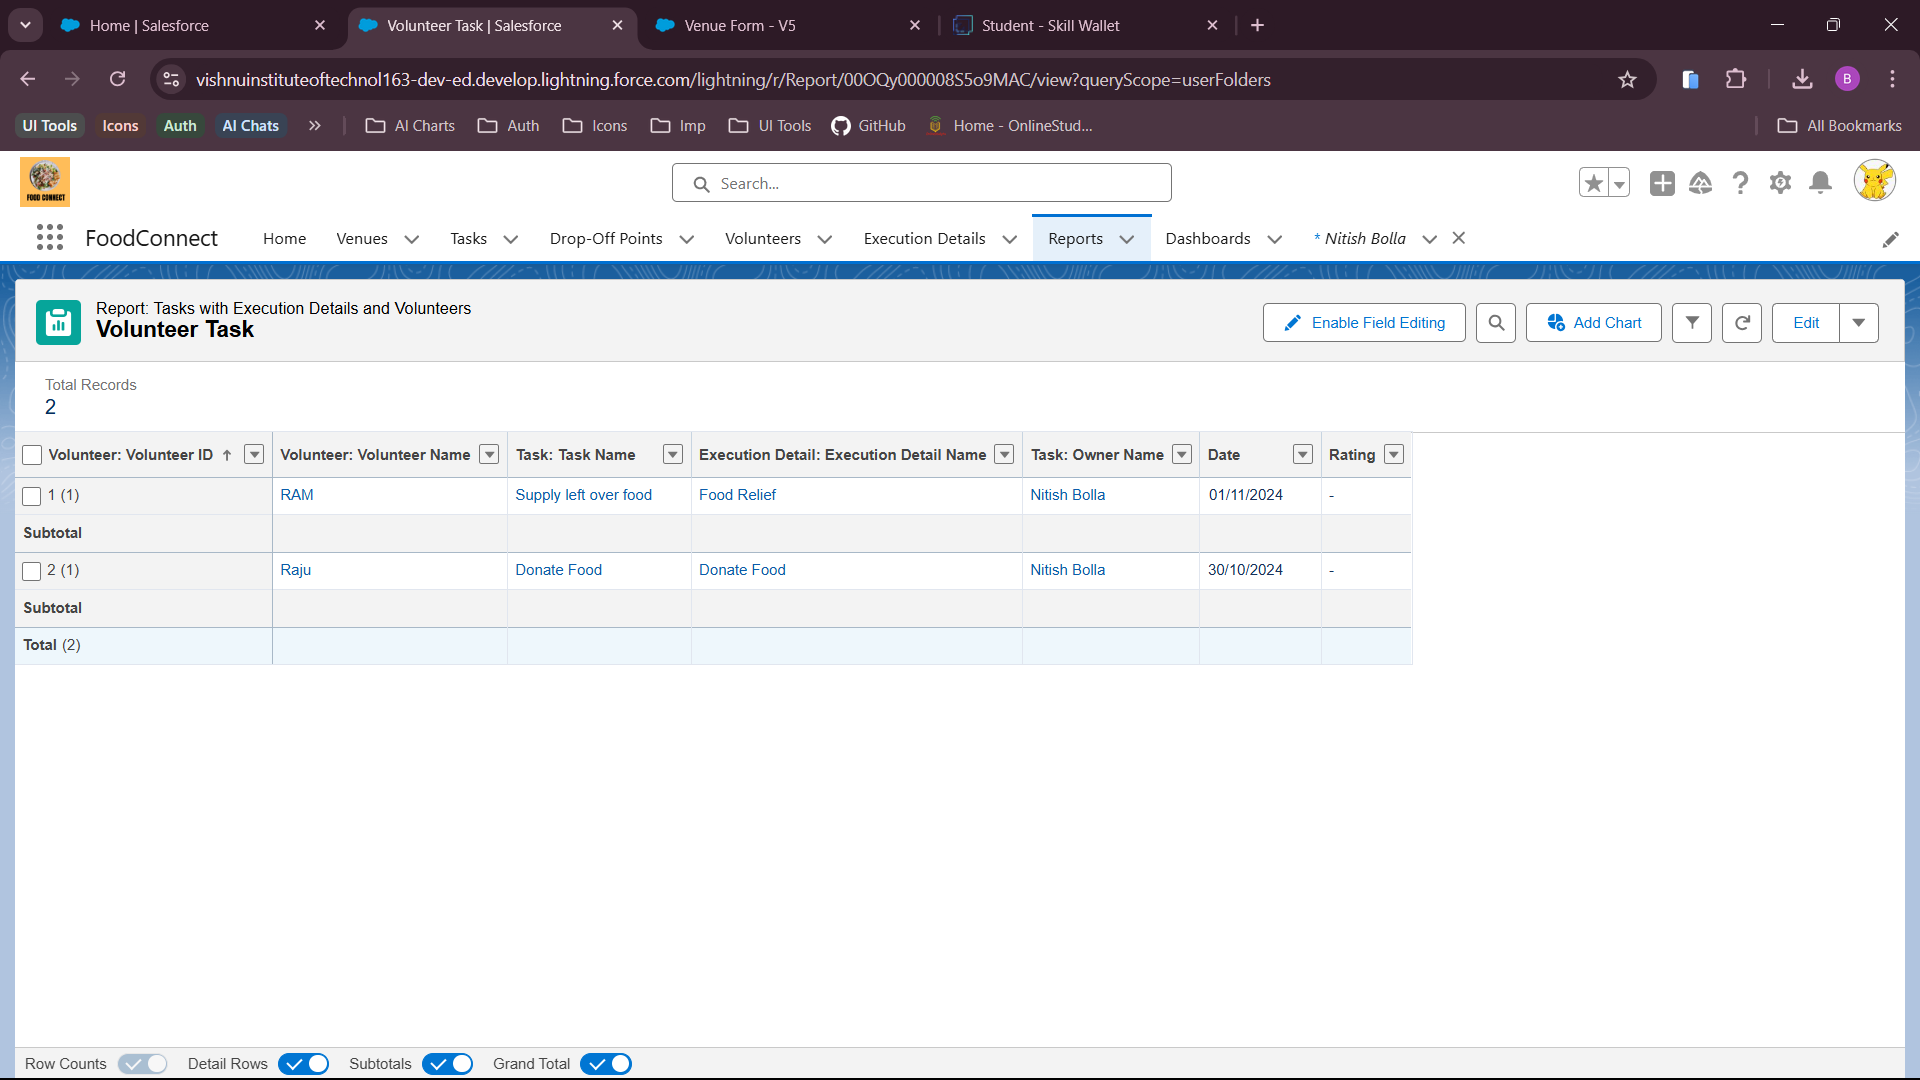 Home | Salesforce
Volunteer Task | Salesforce
Venue Form - V5
Student - Skill Wallet
vishnuinstituteoftechnol163-dev-ed.develop.lightning.force.com/lightning/r/Report/00OQy000008S5o9MAC/view?queryScope=userFolders
B
UI Tools Icons Auth AI Chats » AI Charts Auth Icons Imp UI Tools GitHub Home - OnlineStud... All Bookmarks
FOOD CONNECT
Search...
FoodConnect Home Venues Tasks Drop-Off Points Volunteers Execution Details Reports Dashboards * Nitish Bolla
Report: Tasks with Execution Details and Volunteers
Volunteer Task
Enable Field Editing Add Chart Edit
Total Records
2
Volunteer: Volunteer ID ↑ Volunteer: Volunteer Name Task: Task Name Execution Detail: Execution Detail Name Task: Owner Name Date Rating
1 (1) RAM Supply left over food Food Relief Nitish Bolla 01/11/2024 -
Subtotal
2 (1) Raju Donate Food Donate Food Nitish Bolla 30/10/2024 -
Subtotal
Total (2)
Row Counts Detail Rows Subtotals Grand Total